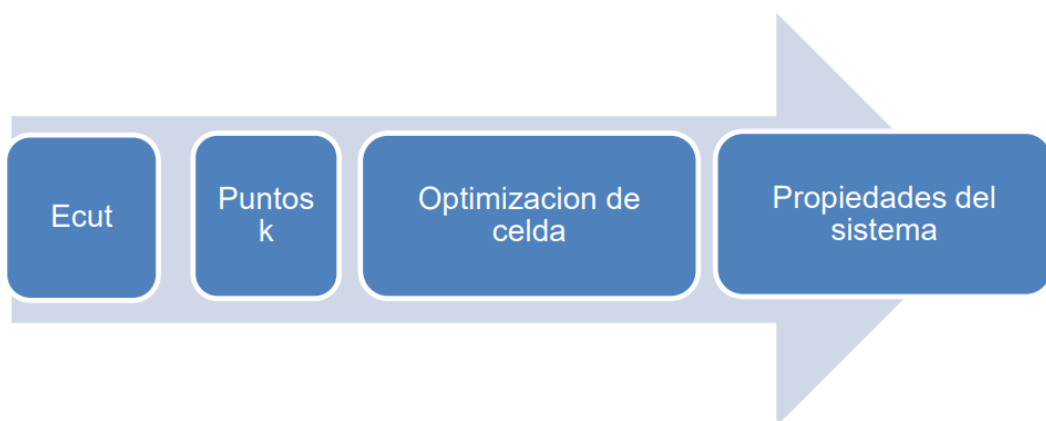 Ecut
Puntos
k
Optimizacion de
celda
Propiedades del
sistema